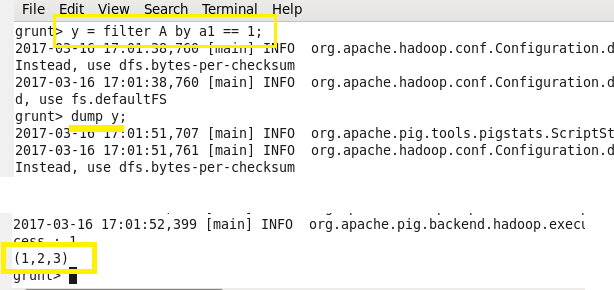 File Edit View Search Terminal Help
grunt> y = filter A by a1 == 1;
2017-03-16 17:01:38,760 [main] INFO  org.apache.hadoop.conf.Configuration.d
Instead, use dfs.bytes-per-checksum
2017-03-16 17:01:38,760 [main] INFO  org.apache.hadoop.conf.Configuration.d
d, use fs.defaultFS
grunt> dump y;
2017-03-16 17:01:51,707 [main] INFO  org.apache.pig.tools.pigstats.ScriptSt
2017-03-16 17:01:51,761 [main] INFO  org.apache.hadoop.conf.Configuration.d
Instead, use dfs.bytes-per-checksum
2017-03-16 17:01:52,399 [main] INFO  org.apache.pig.backend.hadoop.execu
cess : 1
(1,2,3)
grunt>